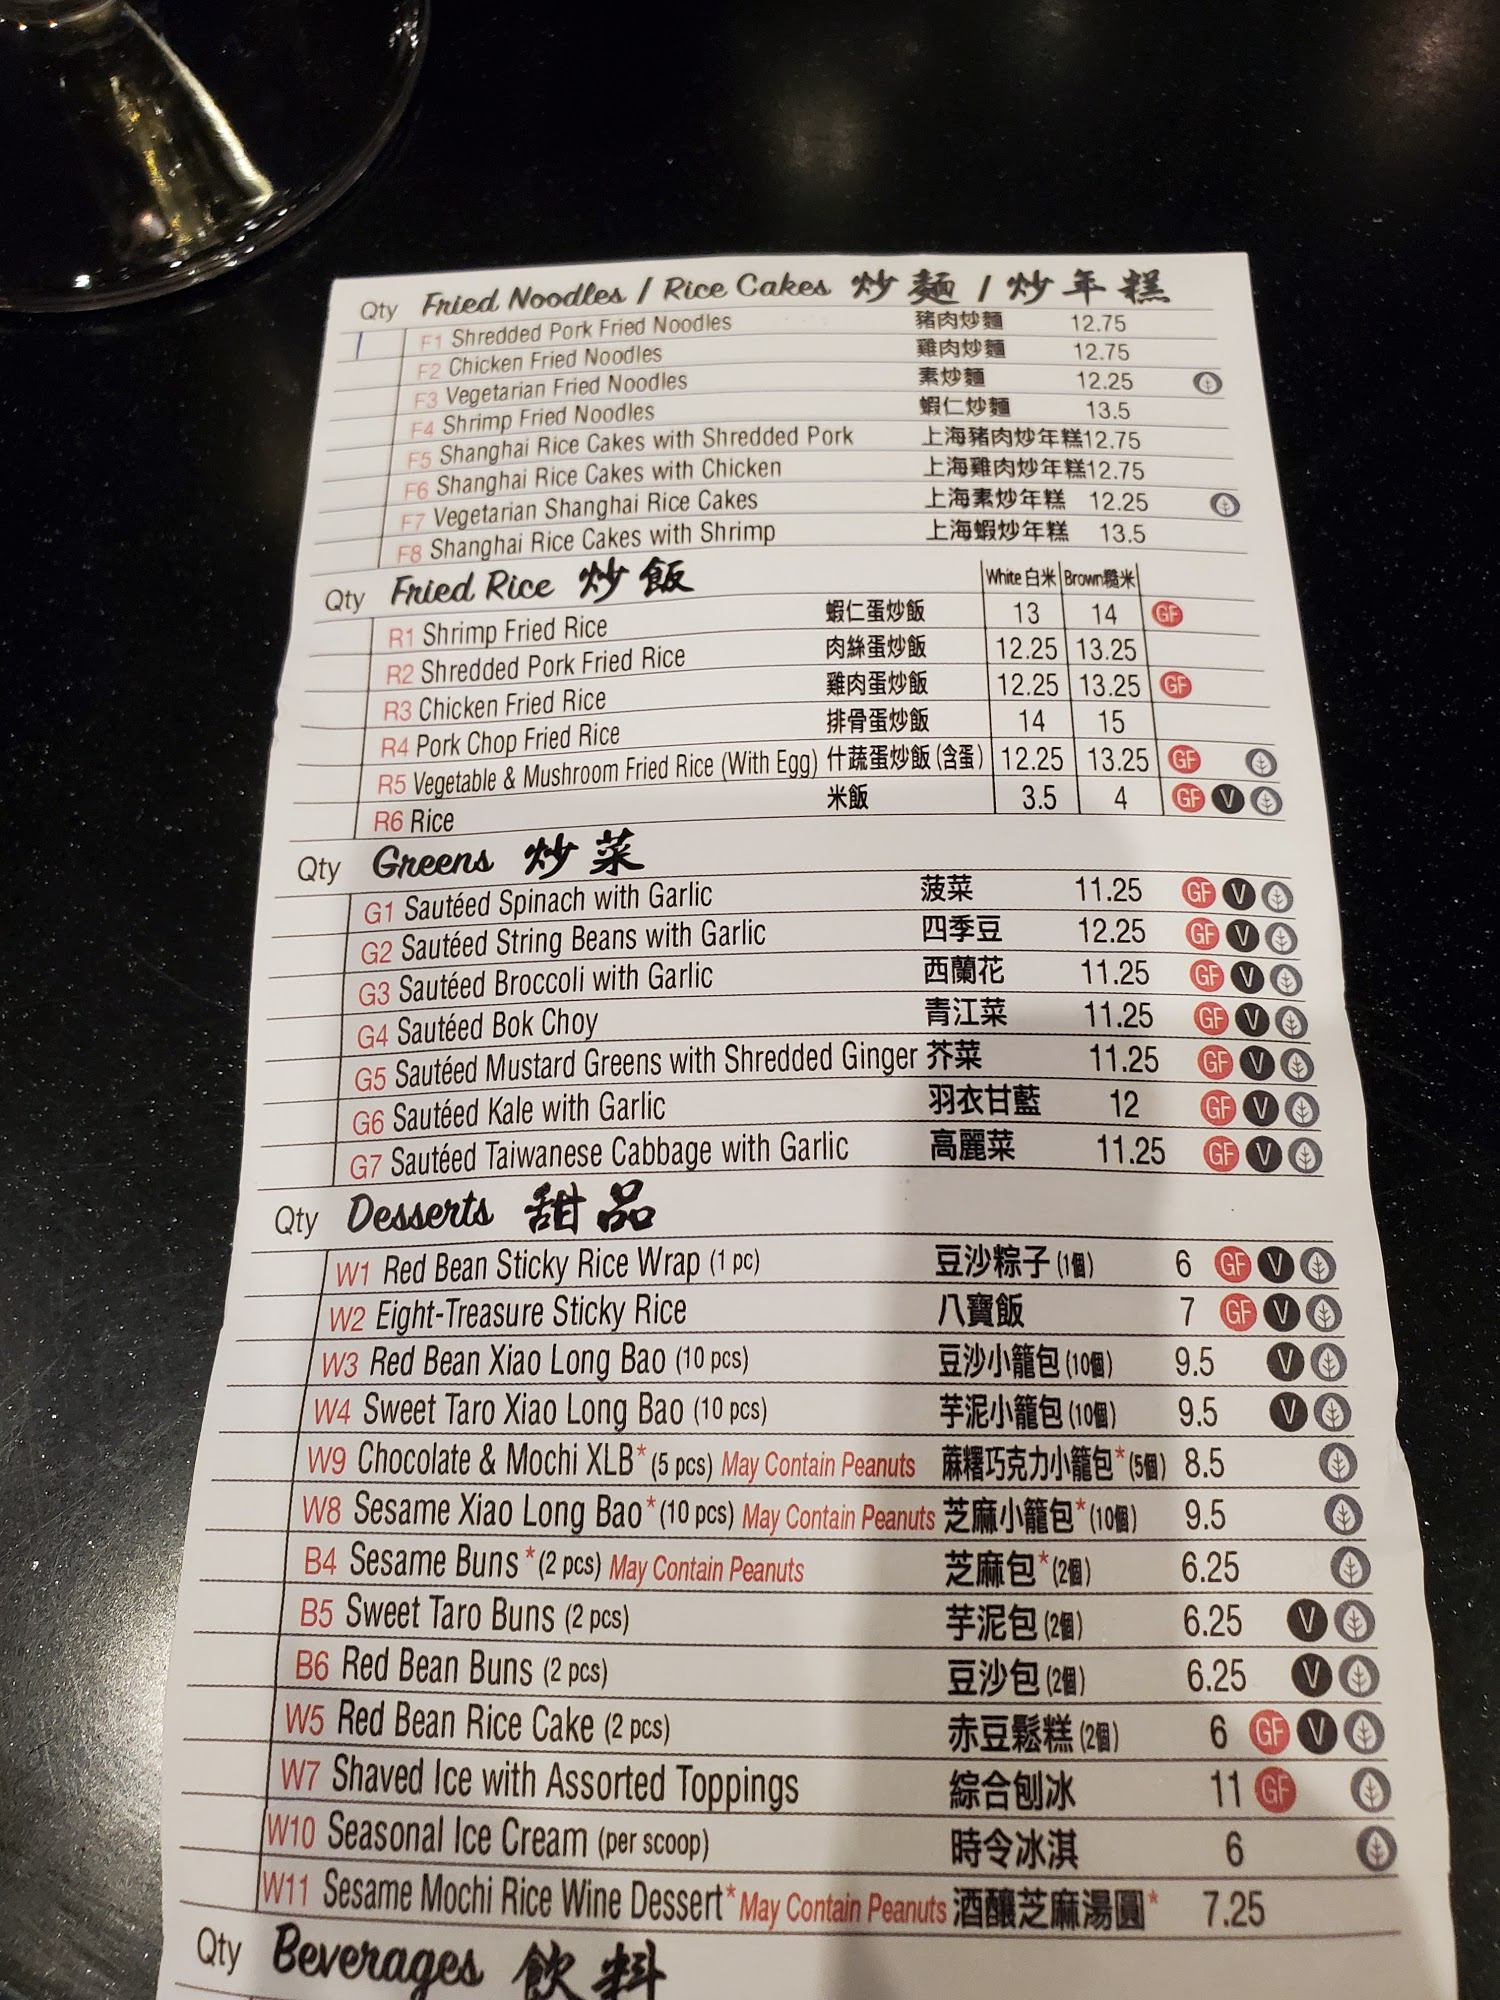 Qty Fried Noodles / Rice Cakes 炒麵 / 炒年糕
F1 Shredded Pork Fried Noodles 豬肉炒麵 12.75
F2 Chicken Fried Noodles 雞肉炒麵 12.75
F3 Vegetarian Fried Noodles 素炒麵 12.25
F4 Shrimp Fried Noodles 蝦仁炒麵 13.5
F5 Shanghai Rice Cakes with Shredded Pork 上海豬肉炒年糕 12.75
F6 Shanghai Rice Cakes with Chicken 上海雞肉炒年糕 12.75
F7 Vegetarian Shanghai Rice Cakes 上海素炒年糕 12.25
F8 Shanghai Rice Cakes with Shrimp 上海蝦炒年糕 13.5
Qty Fried Rice 炒飯 White 白米 Brown 糙米
R1 Shrimp Fried Rice 蝦仁蛋炒飯 13 14 GF
R2 Shredded Pork Fried Rice 肉絲蛋炒飯 12.25 13.25
R3 Chicken Fried Rice 雞肉蛋炒飯 12.25 13.25 GF
R4 Pork Chop Fried Rice 排骨蛋炒飯 14 15
R5 Vegetable & Mushroom Fried Rice (With Egg) 什蔬蛋炒飯 (含蛋) 12.25 13.25 GF
R6 Rice 米飯 3.5 4 GF V
Qty Greens 炒菜
G1 Sautéed Spinach with Garlic 菠菜 11.25 GF V
G2 Sautéed String Beans with Garlic 四季豆 12.25 GF V
G3 Sautéed Broccoli with Garlic 西蘭花 11.25 GF V
G4 Sautéed Bok Choy 青江菜 11.25 GF V
G5 Sautéed Mustard Greens with Shredded Ginger 芥菜 11.25 GF V
G6 Sautéed Kale with Garlic 羽衣甘藍 12 GF V
G7 Sautéed Taiwanese Cabbage with Garlic 高麗菜 11.25 GF V
Qty Desserts 甜品
W1 Red Bean Sticky Rice Wrap (1 pc) 豆沙粽子 (1個) 6 GF V
W2 Eight-Treasure Sticky Rice 八寶飯 7 GF V
W3 Red Bean Xiao Long Bao (10 pcs) 豆沙小籠包 (10個) 9.5 V
W4 Sweet Taro Xiao Long Bao (10 pcs) 芋泥小籠包 (10個) 9.5 V
W9 Chocolate & Mochi XLB* (5 pcs) May Contain Peanuts 蔴糬巧克力小籠包* (5個) 8.5
W8 Sesame Xiao Long Bao* (10 pcs) May Contain Peanuts 芝麻小籠包* (10個) 9.5
B4 Sesame Buns* (2 pcs) May Contain Peanuts 芝麻包* (2個) 6.25
B5 Sweet Taro Buns (2 pcs) 芋泥包 (2個) 6.25 V
B6 Red Bean Buns (2 pcs) 豆沙包 (2個) 6.25 V
W5 Red Bean Rice Cake (2 pcs) 赤豆鬆糕 (2個) 6 GF V
W7 Shaved Ice with Assorted Toppings 綜合刨冰 11 GF
W10 Seasonal Ice Cream (per scoop) 時令冰淇 6
W11 Sesame Mochi Rice Wine Dessert* May Contain Peanuts 酒釀芝麻湯圓* 7.25
Qty Beverages 飲料